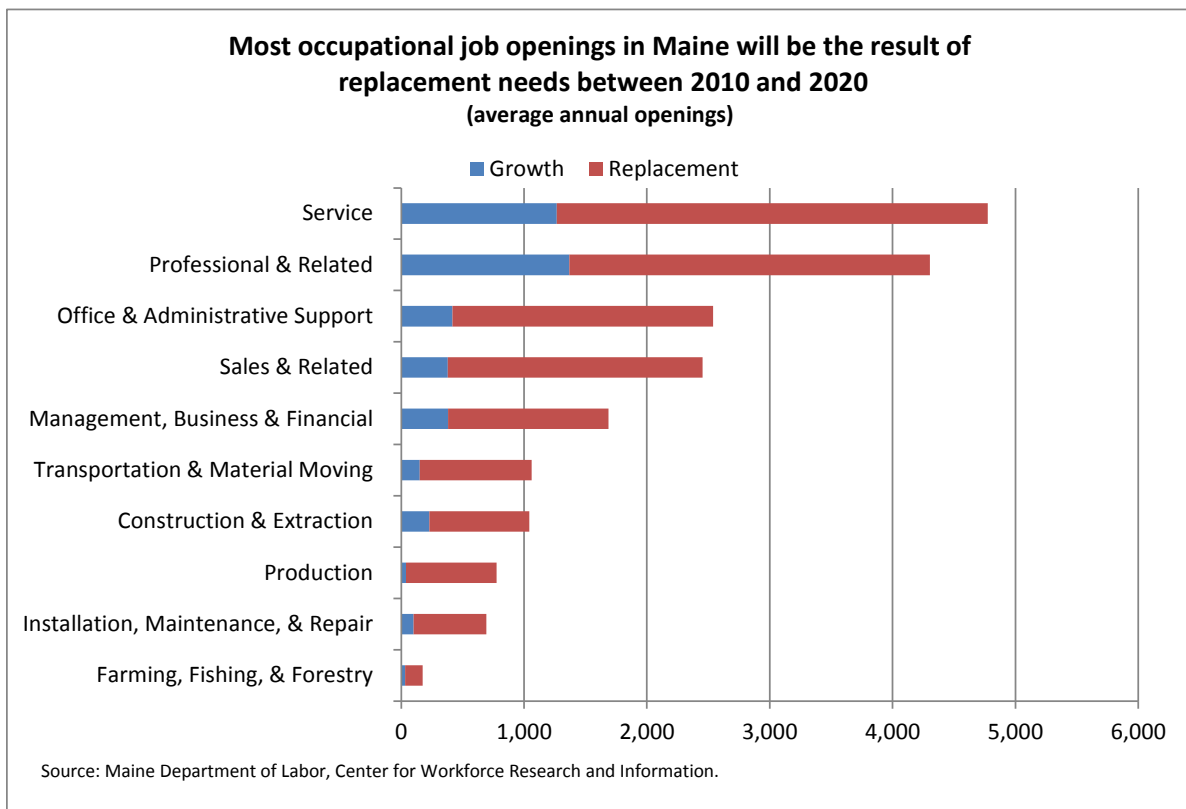 Most occupational job openings in Maine will be the result of
replacement needs between 2010 and 2020
(average annual openings)
Growth Replacement
Service
Professional & Related
Office & Administrative Support
Sales & Related
Management, Business & Financial
Transportation & Material Moving
Construction & Extraction
Production
Installation, Maintenance, & Repair
Farming, Fishing, & Forestry
0 1,000 2,000 3,000 4,000 5,000 6,000
Source: Maine Department of Labor, Center for Workforce Research and Information.